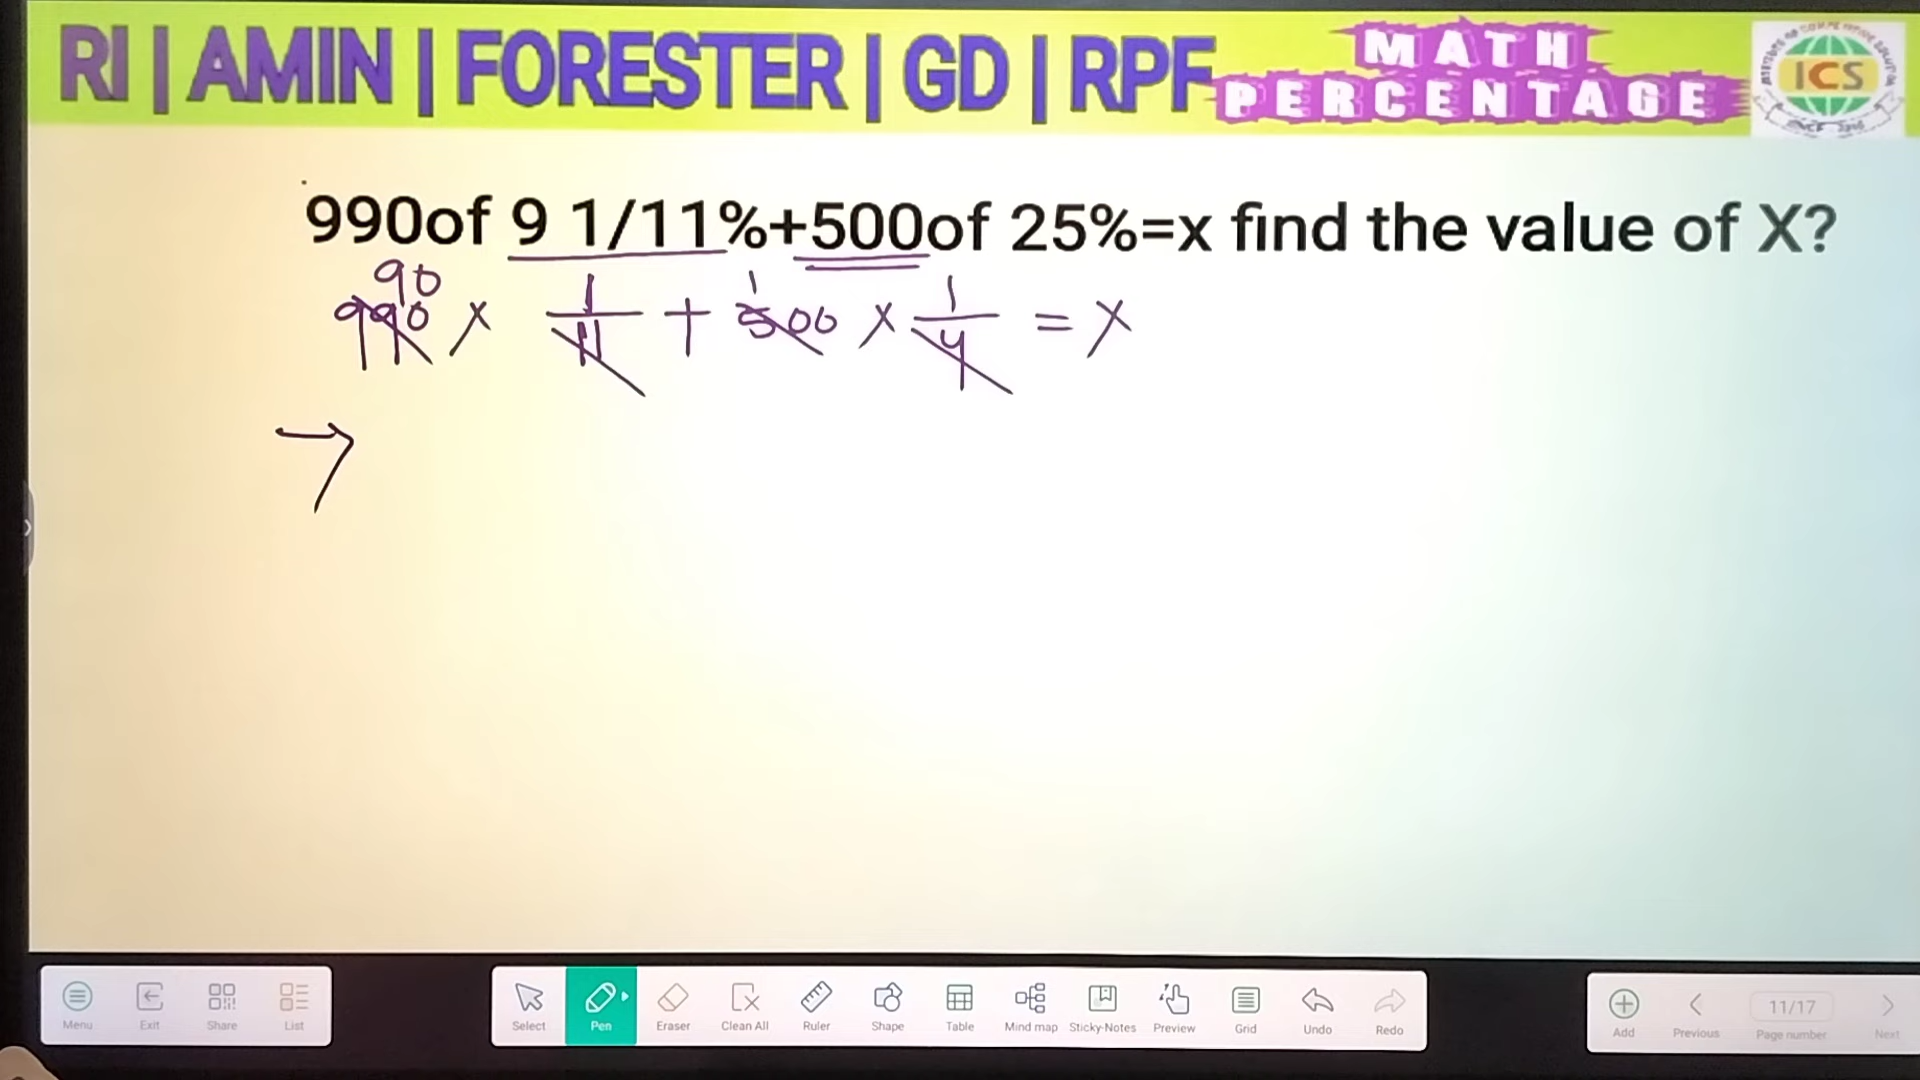 RI | AMIN | FORESTER | GD | RPF
MATH
PERCENTAGE
ICS
990of 9 1/11%+500of 25%=x find the value of X?
90 1
990 × 1/11 + 500 × 1/4 = x
→
Menu Exit Share List
Select Pen Eraser Clean All Ruler Shape Table Mind map Sticky-Notes Preview Grid Undo Redo
11/17
Add Previous Page number Next